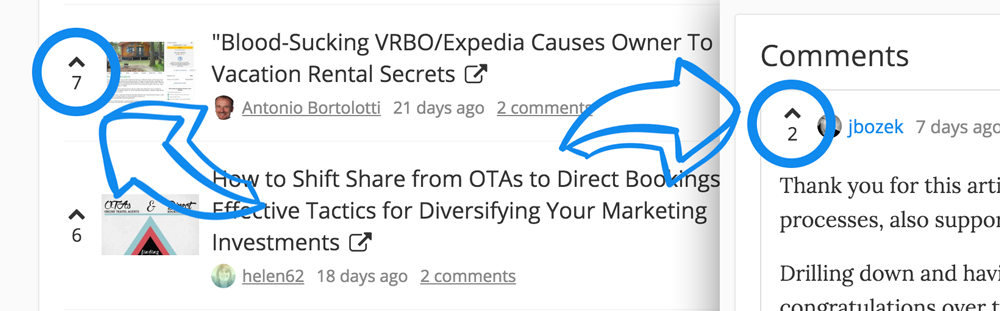 7
"Blood-Sucking VRBO/Expedia Causes Owner To
Vacation Rental Secrets
Antonio Bortolotti 21 days ago 2 comments
6
OTAs & Direct
How to Shift Share from OTAs to Direct Bookings
Effective Tactics for Diversifying Your Marketing
Investments
helen62 18 days ago 2 comments
Comments
2
jbozek 7 days ago
Thank you for this arti
processes, also suppor
Drilling down and havi
congratulations over t